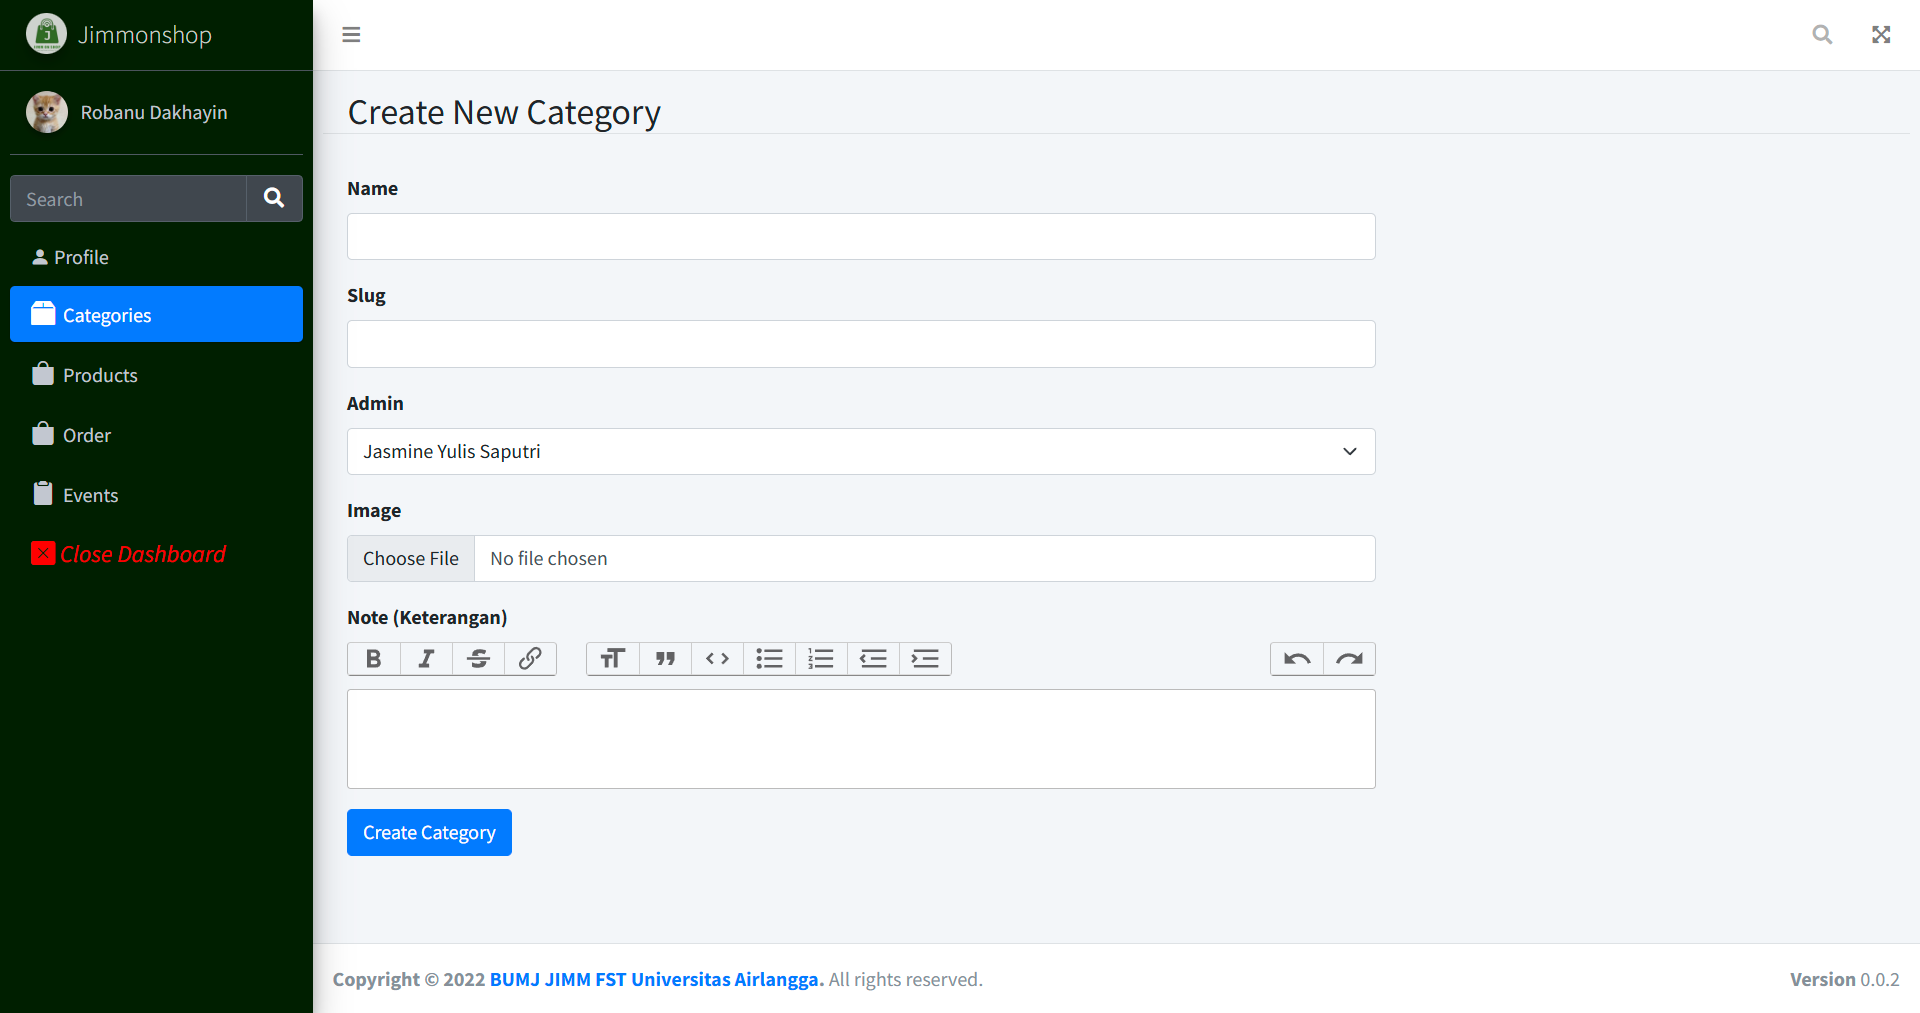 Jimmonshop
Robanu Dakhayin
Search
Profile
Categories
Products
Order
Events
Close Dashboard
Create New Category
Name
Slug
Admin
Jasmine Yulis Saputri
Image
Choose File No file chosen
Note (Keterangan)
Create Category
Copyright © 2022 BUMJ JIMM FST Universitas Airlangga. All rights reserved.
Version 0.0.2